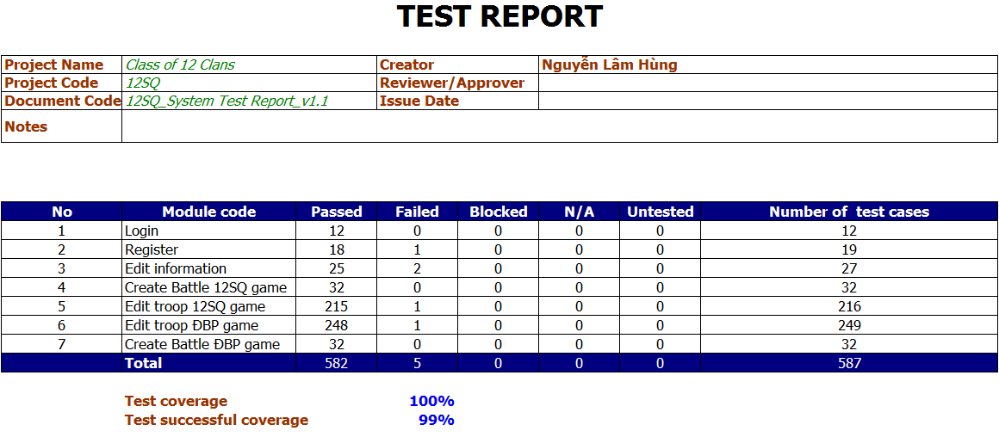 TEST REPORT
Project Name Class of 12 Clans Creator Nguyễn Lâm Hùng
Project Code 12SQ Reviewer/Approver
Document Code 12SQ_System Test Report_v1.1 Issue Date
Notes
No Module code Passed Failed Blocked N/A Untested Number of test cases
1 Login 12 0 0 0 0 12
2 Register 18 1 0 0 0 19
3 Edit information 25 2 0 0 0 27
4 Create Battle 12SQ game 32 0 0 0 0 32
5 Edit troop 12SQ game 215 1 0 0 0 216
6 Edit troop ĐBP game 248 1 0 0 0 249
7 Create Battle ĐBP game 32 0 0 0 0 32
Total 582 5 0 0 0 587
Test coverage 100%
Test successful coverage 99%